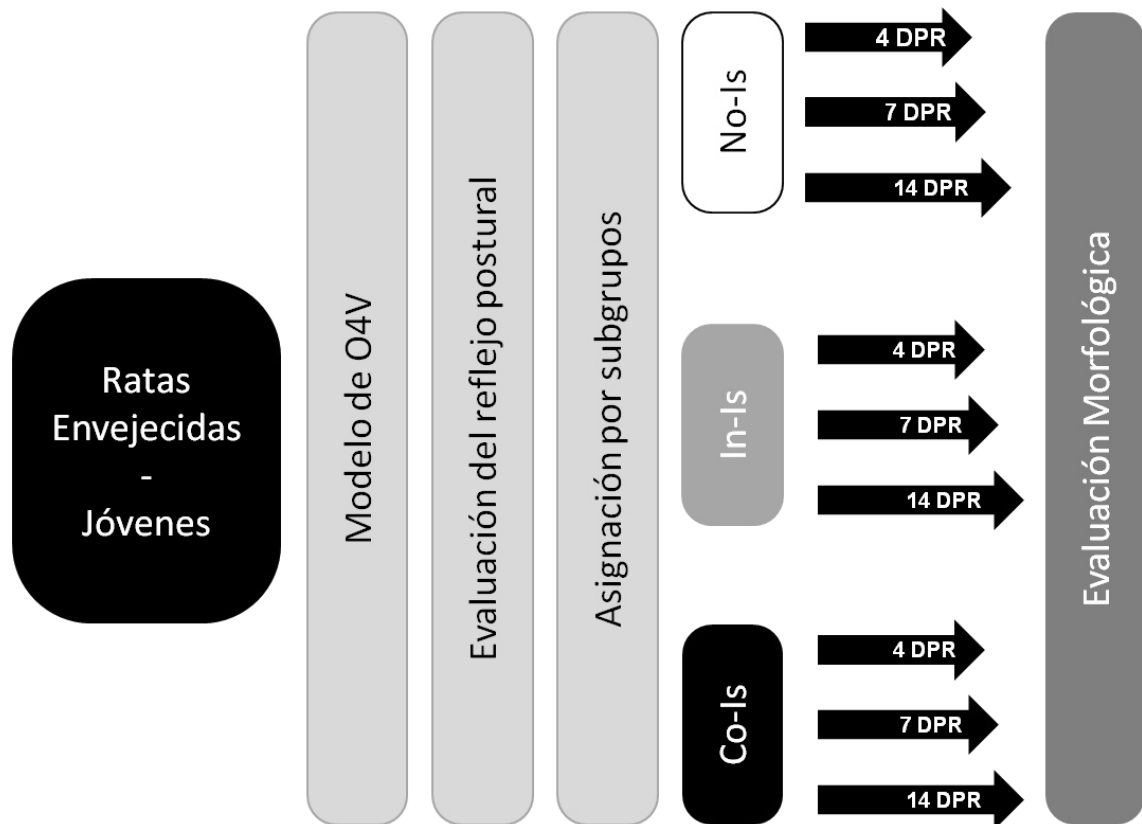 Ratas
Envejecidas
-
Jóvenes
Modelo de O4V
Evaluación del reflejo postural
Asignación por subgrupos
No-Is
4 DPR
7 DPR
14 DPR
In-Is
4 DPR
7 DPR
14 DPR
Co-Is
4 DPR
7 DPR
14 DPR
Evaluación Morfológica